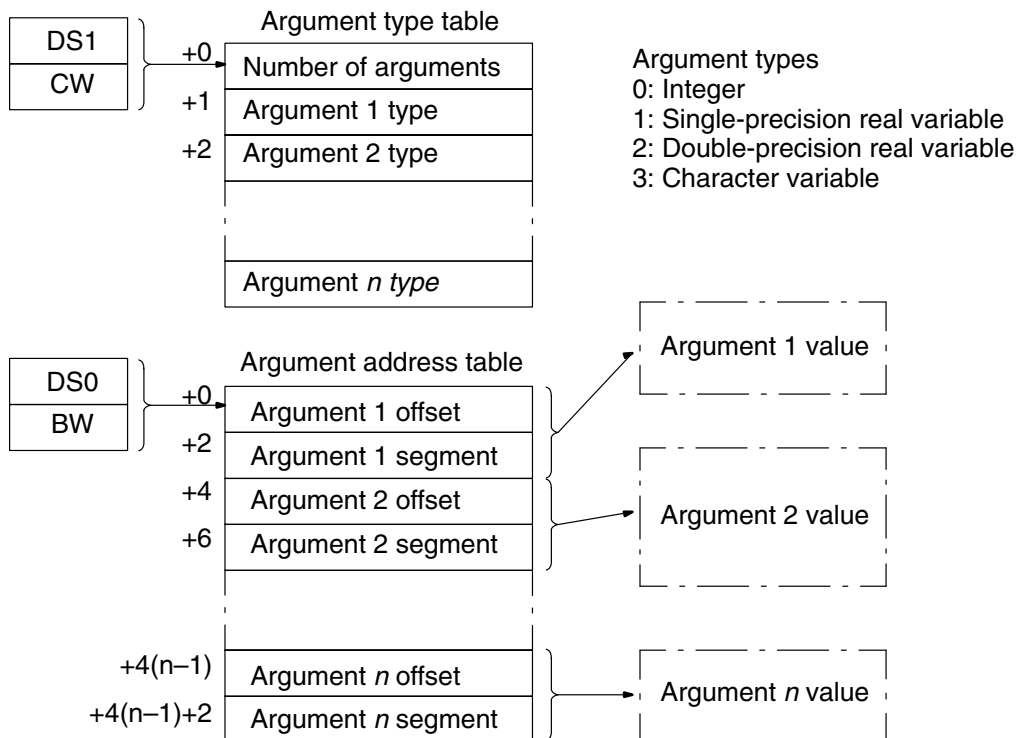 Argument type table
DS1
CW
+0
Number of arguments
+1
Argument 1 type
+2
Argument 2 type
Argument n type
Argument types
0: Integer
1: Single-precision real variable
2: Double-precision real variable
3: Character variable
Argument address table
DS0
BW
+0
Argument 1 offset
+2
Argument 1 segment
+4
Argument 2 offset
+6
Argument 2 segment
+4(n–1)
Argument n offset
+4(n–1)+2
Argument n segment
Argument 1 value
Argument 2 value
Argument n value